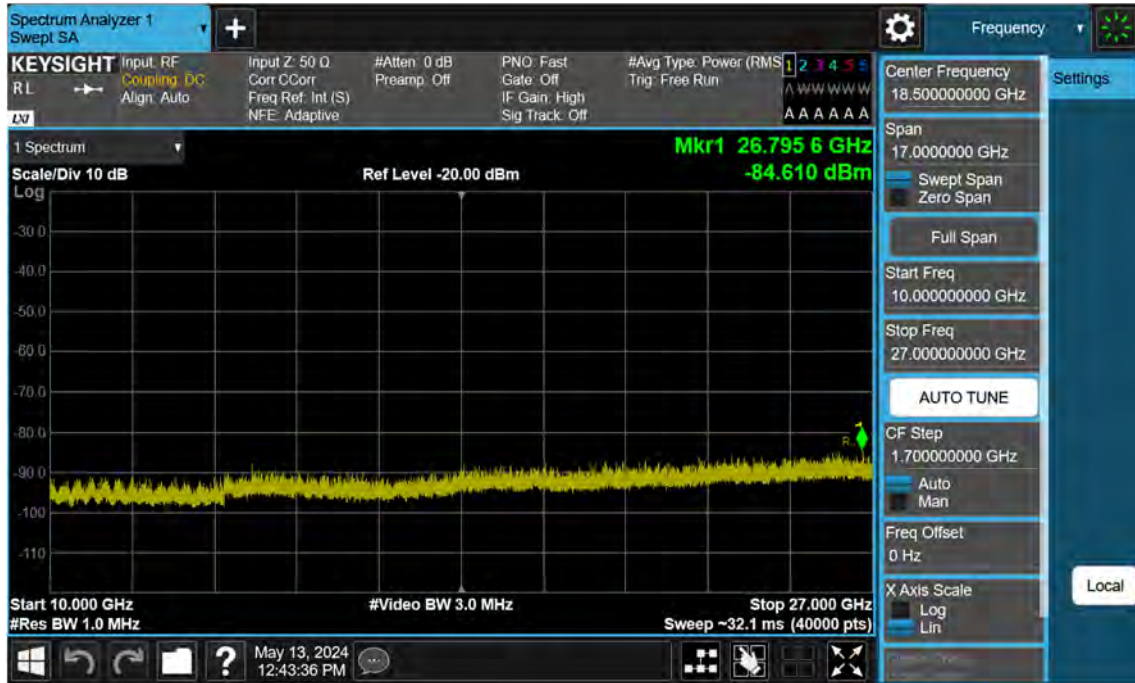 Spectrum Analyzer 1
Swept SA
+
Frequency
KEYSIGHT
RL
LXI
Input: RF
Coupling: DC
Align: Auto
Input Z: 50 Ω
Corr CCorr
Freq Ref: Int (S)
NFE: Adaptive
#Atten: 0 dB
Preamp: Off
PNO: Fast
Gate: Off
IF Gain: High
Sig Track: Off
#Avg Type: Power (RMS
Trig: Free Run
1 2 3 4 5 6
A W W W W W
A A A A A A
1 Spectrum
Scale/Div 10 dB
Log
Ref Level -20.00 dBm
Mkr1 26.795 6 GHz
-84.610 dBm
-30.0
-40.0
-50.0
-60.0
-70.0
-80.0
-90.0
-100
-110
1
Start 10.000 GHz
#Res BW 1.0 MHz
#Video BW 3.0 MHz
Stop 27.000 GHz
Sweep ~32.1 ms (40000 pts)
Center Frequency
18.500000000 GHz
Span
17.0000000 GHz
Swept Span
Zero Span
Full Span
Start Freq
10.000000000 GHz
Stop Freq
27.000000000 GHz
AUTO TUNE
CF Step
1.700000000 GHz
Auto
Man
Freq Offset
0 Hz
X Axis Scale
Log
Lin
Settings
Local
?
May 13, 2024
12:43:36 PM